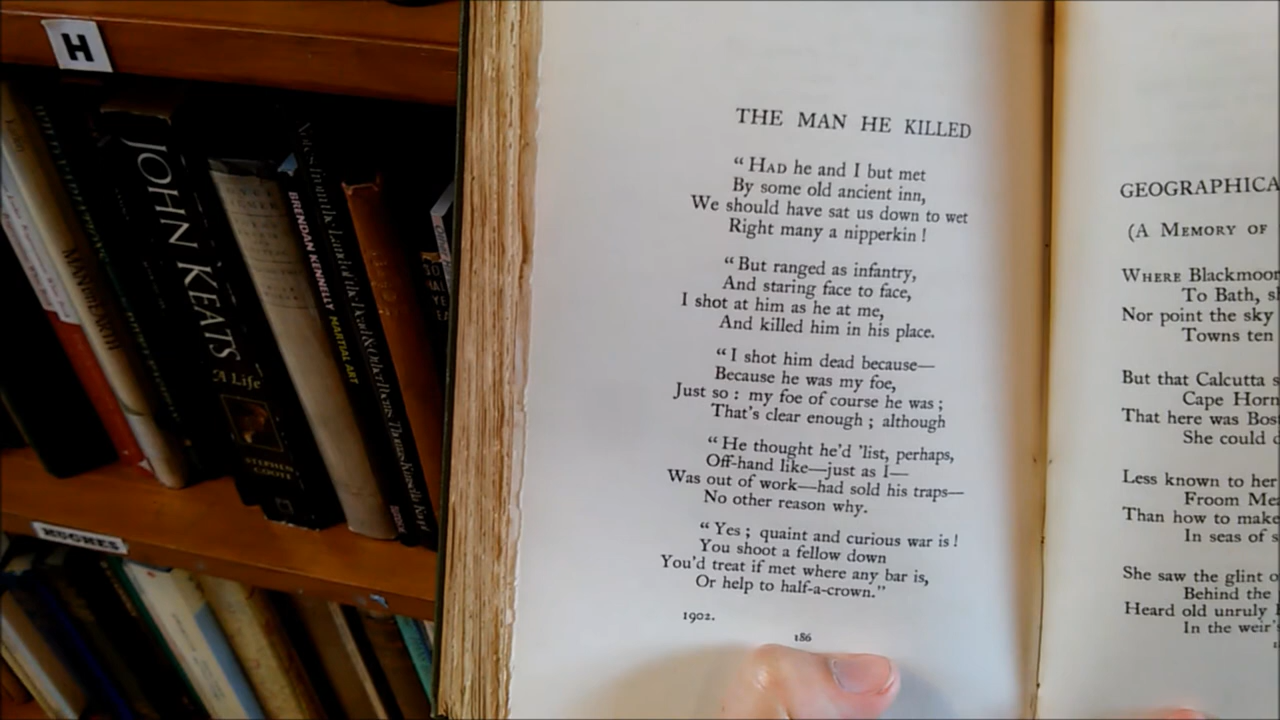 H
JOHN KEATS
A Life
STEPHEN
COOTE
BRENDAN KENNELLY MARTIAL ART
HUGHES
THE MAN HE KILLED
“ HAD he and I but met
By some old ancient inn,
We should have sat us down to wet
Right many a nipperkin !
“ But ranged as infantry,
And staring face to face,
I shot at him as he at me,
And killed him in his place.
“ I shot him dead because—
Because he was my foe,
Just so : my foe of course he was ;
That’s clear enough ; although
“ He thought he’d ’list, perhaps,
Off-hand like—just as I—
Was out of work—had sold his traps—
No other reason why.
“ Yes ; quaint and curious war is !
You shoot a fellow down
You’d treat if met where any bar is,
Or help to half-a-crown.”
1902.
186
GEOGRAPHICA
(A MEMORY OF
WHERE Blackmoor
To Bath, s
Nor point the sky
Towns ten
But that Calcutta s
Cape Horn
That here was Bos
She could
Less known to her
Froom Me
Than how to make
In seas of s
She saw the glint o
Behind the
Heard old unruly
In the weir’s